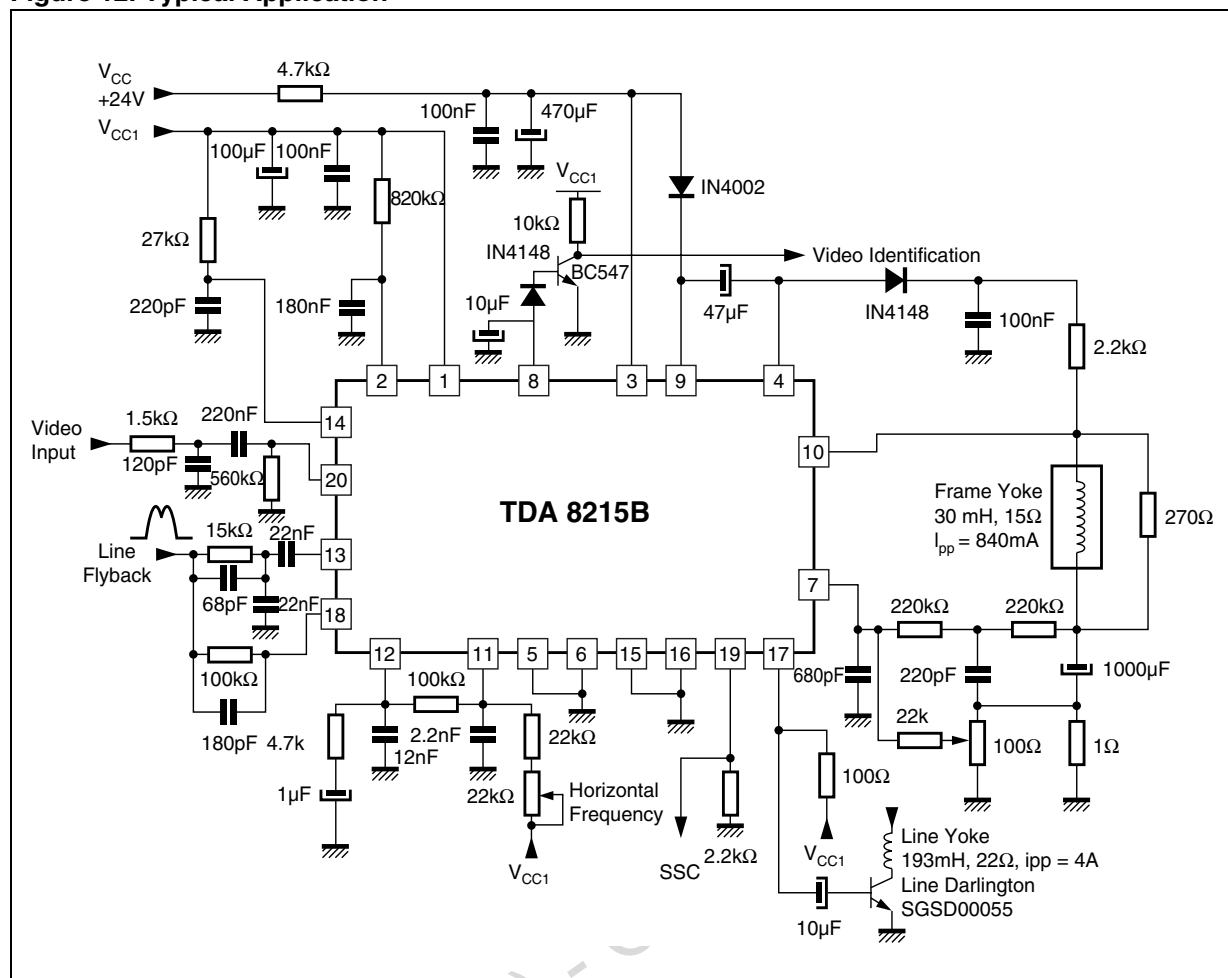 Figure 12: Typical Application
VCC
+24V
4.7kΩ
VCC1
100µF
100nF
100nF
470µF
820kΩ
27kΩ
220pF
180nF
VCC1
10kΩ
IN4148
BC547
10µF
IN4002
Video Identification
47µF
IN4148
100nF
2.2kΩ
2
1
8
3
9
4
14
20
13
18
10
7
Video
Input
1.5kΩ
220nF
120pF
560kΩ
TDA 8215B
Line
Flyback
15kΩ
22nF
68pF
22nF
100kΩ
180pF
Frame Yoke
30 mH, 15Ω
Ipp = 840mA
270Ω
12
11
5
6
15
16
19
17
4.7k
1µF
100kΩ
2.2nF
12nF
22kΩ
22kΩ
Horizontal
Frequency
VCC1
SSC
2.2kΩ
680pF
220kΩ
220kΩ
220pF
1000µF
22k
100Ω
1Ω
100Ω
VCC1
10µF
Line Yoke
193mH, 22Ω, ipp = 4A
Line Darlington
SGSD00055